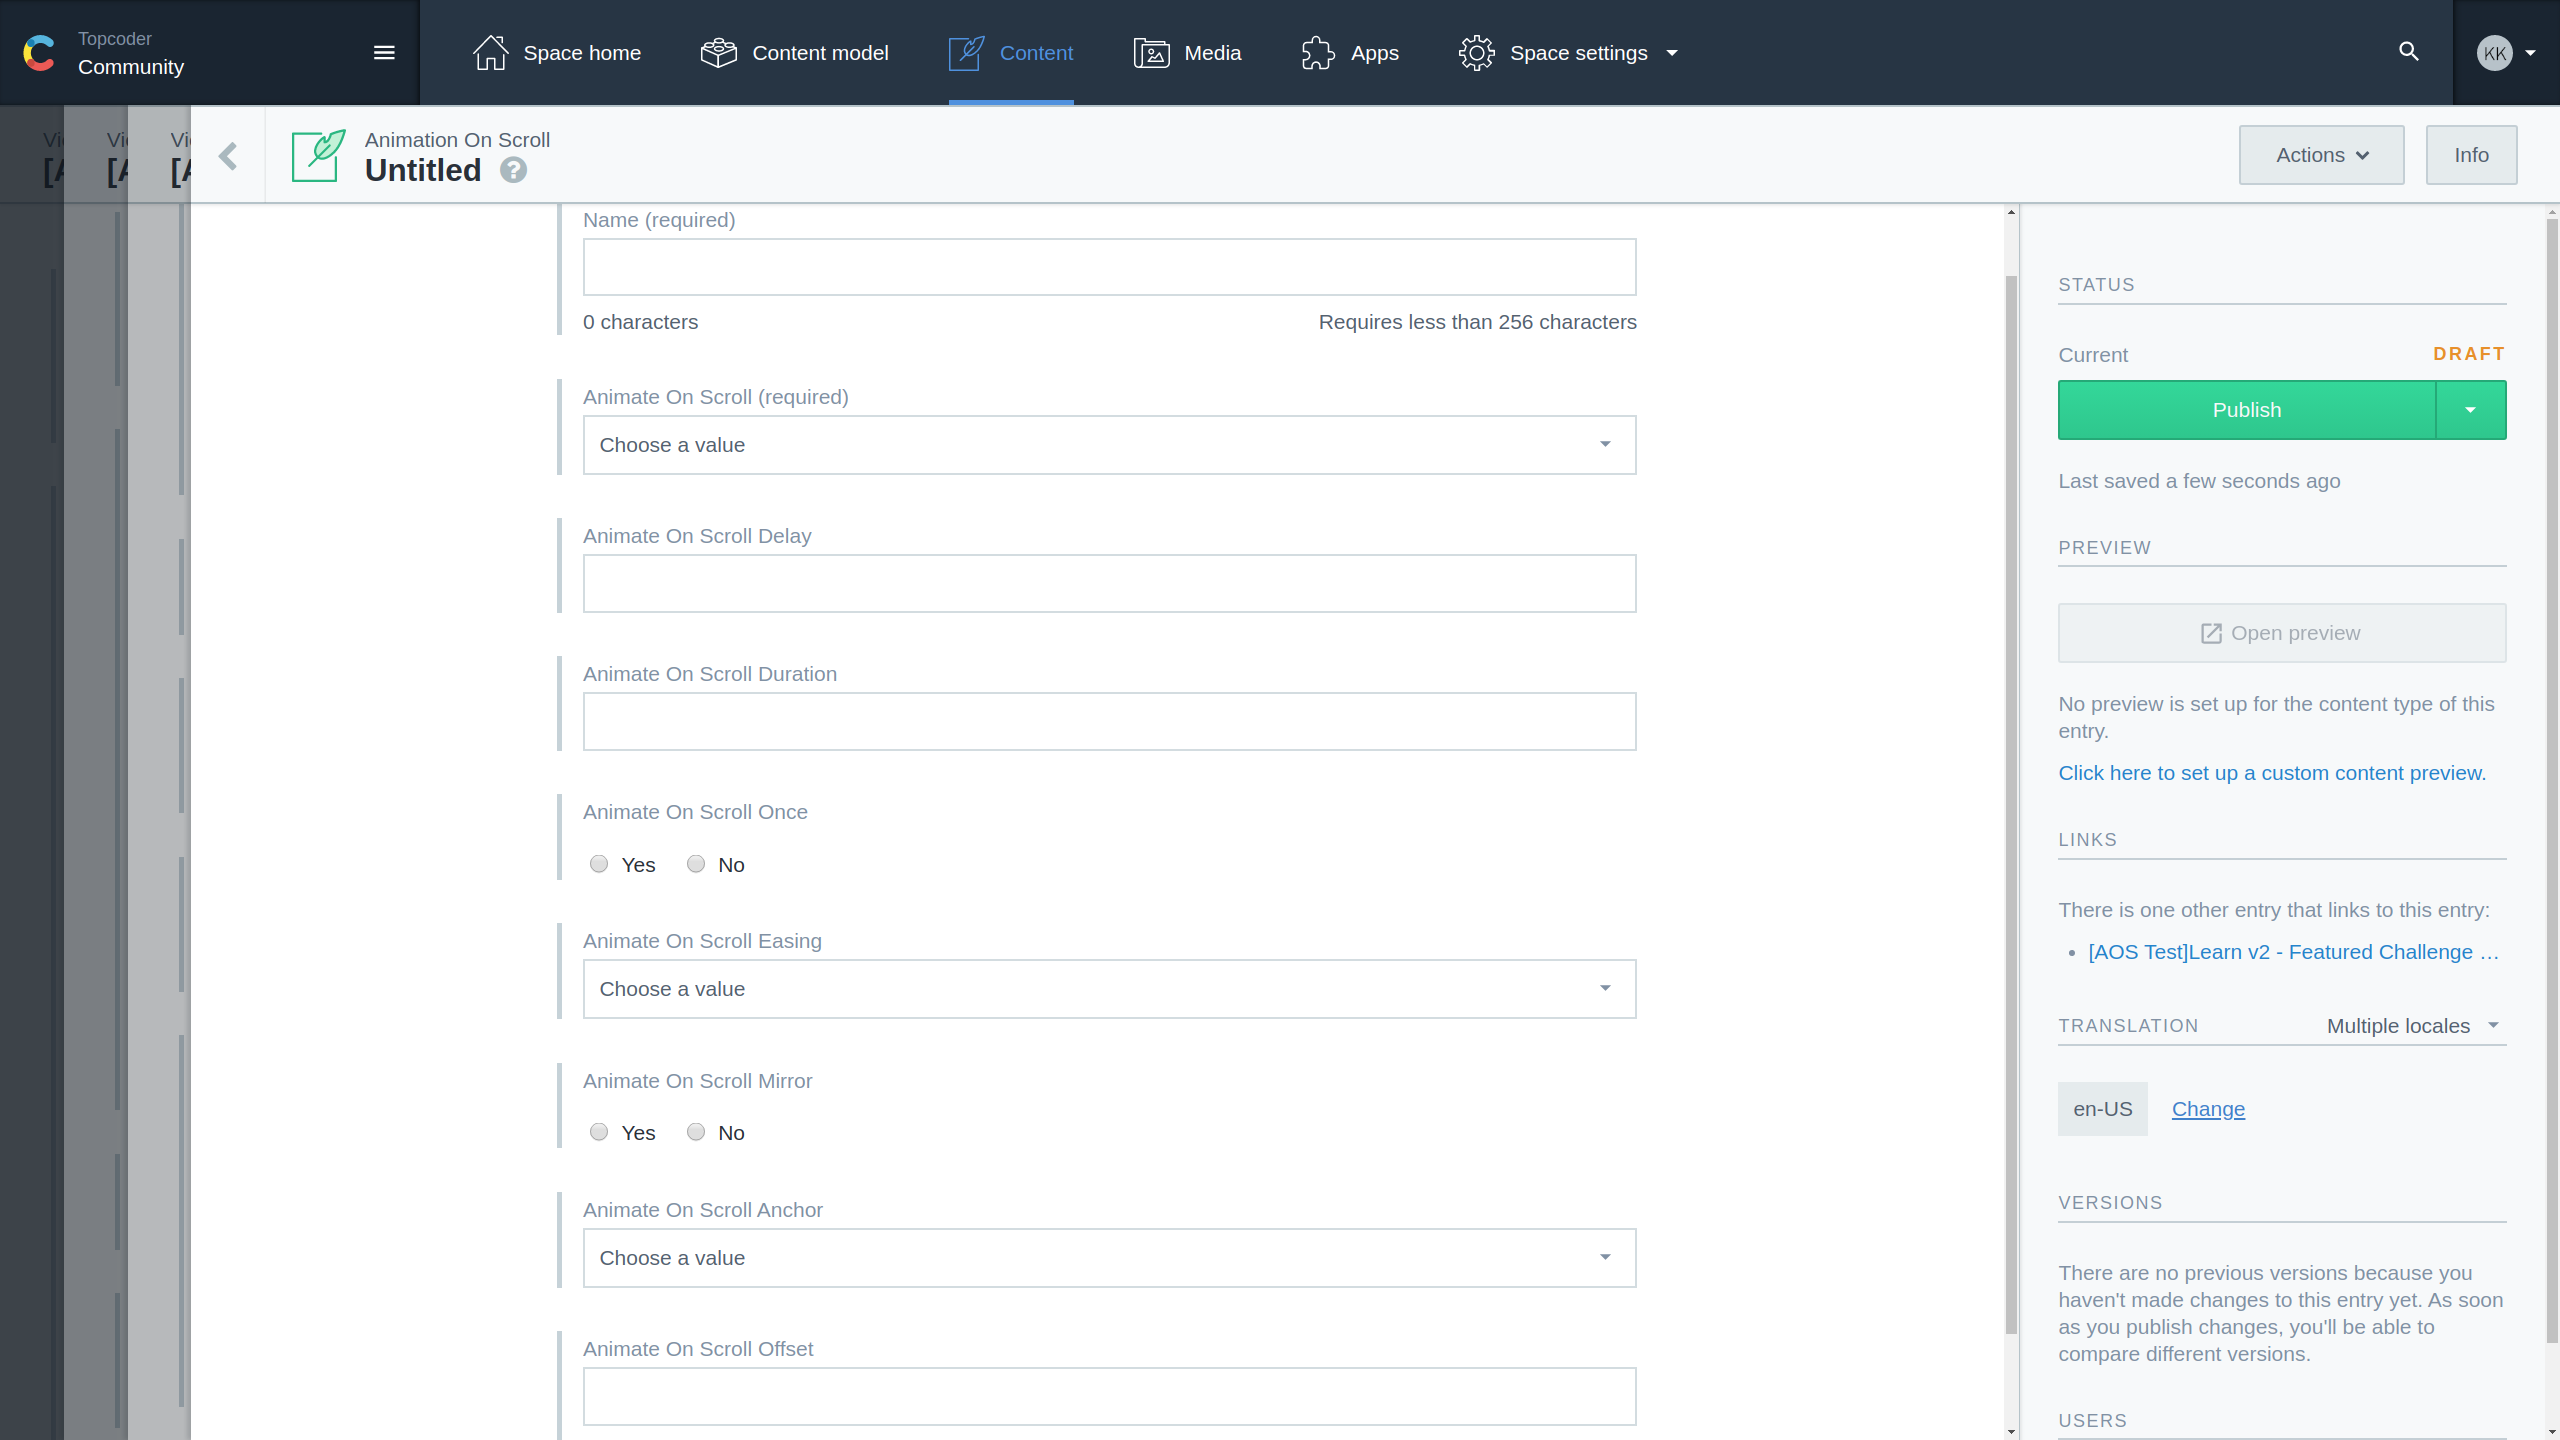 Topcoder
Community
Space home
Content model
Content
Media
Apps
Space settings
KK
Animation On Scroll
Untitled
Actions
Info
Name (required)
0 characters
Requires less than 256 characters
Animate On Scroll (required)
Choose a value
Animate On Scroll Delay
Animate On Scroll Duration
Animate On Scroll Once
Yes
No
Animate On Scroll Easing
Choose a value
Animate On Scroll Mirror
Yes
No
Animate On Scroll Anchor
Choose a value
Animate On Scroll Offset
STATUS
Current
DRAFT
Publish
Last saved a few seconds ago
PREVIEW
Open preview
No preview is set up for the content type of this
entry.
Click here to set up a custom content preview.
LINKS
There is one other entry that links to this entry:
• [AOS Test]Learn v2 - Featured Challenge …
TRANSLATION
Multiple locales
en-US
Change
VERSIONS
There are no previous versions because you
haven't made changes to this entry yet. As soon
as you publish changes, you'll be able to
compare different versions.
USERS